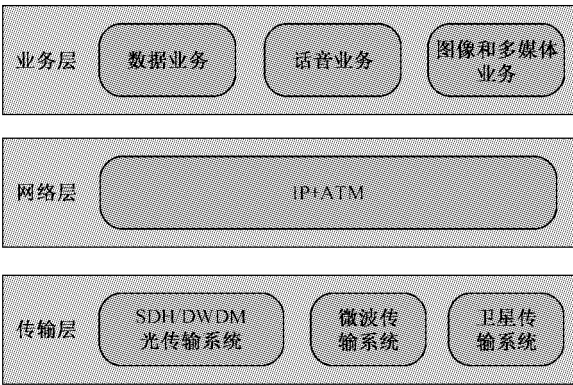 业务层
数据业务
话音业务
图像和多媒体
业务
网络层
IP+ATM
传输层
SDH/DWDM
光传输系统
微波传
输系统
卫星传
输系统